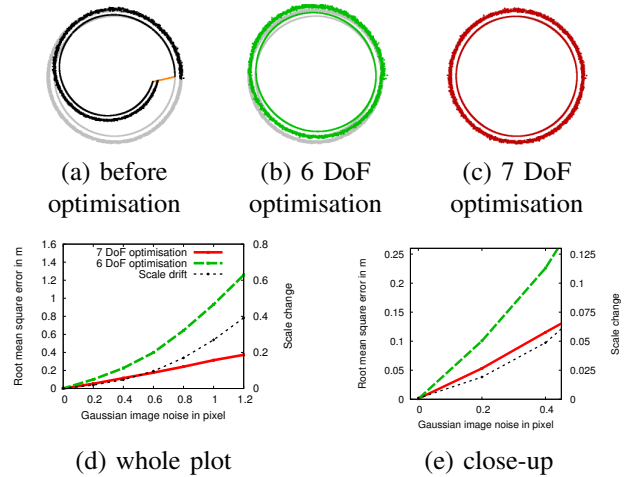 (a) before optimisation
(b) 6 DoF optimisation
(c) 7 DoF optimisation
Root mean square error in m
1.6
1.4
1.2
1
0.8
0.6
0.4
0.2
0
7 DoF optimisation
6 DoF optimisation
Scale drift
0.8
0.6
0.4
0.2
0
Scale change
0 0.2 0.4 0.6 0.8 1.0 1.2
Gaussian image noise in pixel
(d) whole plot
Root mean square error in m
0.25
0.2
0.15
0.1
0.05
0
0.125
0.1
0.075
0.05
0.025
0
Scale change
0 0.2 0.4
Gaussian image noise in pixel
(e) close-up